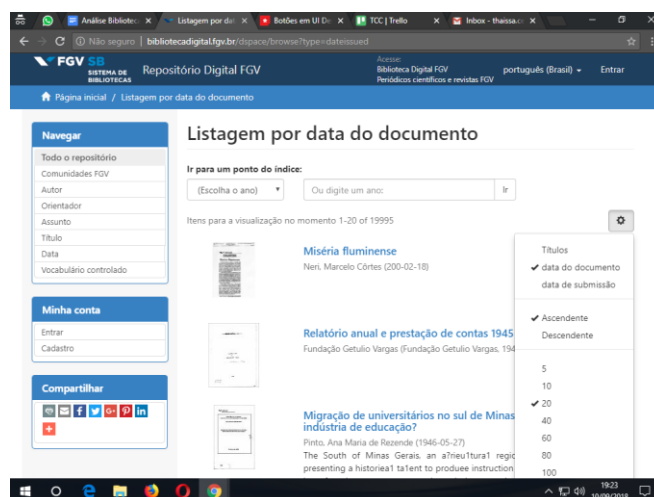 Análise Bibliotec
Listagem por dat
Botões em UI De
TCC | Trello
Inbox - thaissa.c
Não seguro | bibliotecadigital.fgv.br/dspace/browse?type=dateissued
FGV SB
SISTEMA DE
BIBLIOTECAS
Repositório Digital FGV
Acesse:
Biblioteca Digital FGV
Periódicos científicos e revistas FGV
português (Brasil)
Entrar
Página inicial / Listagem por data do documento
Navegar
Todo o repositório
Comunidades FGV
Autor
Orientador
Assunto
Título
Data
Vocabulário controlado
Minha conta
Entrar
Cadastro
Compartilhar
Listagem por data do documento
Ir para um ponto do índice:
(Escolha o ano)
Ou digite um ano:
Ir
Itens para a visualização no momento 1-20 of 19995
Miséria fluminense
Neri, Marcelo Côrtes (200-02-18)
Relatório anual e prestação de contas 1945
Fundação Getulio Vargas (Fundação Getulio Vargas, 194
Migração de universitários no sul de Minas
indústria de educação?
Pinto, Ana Maria de Rezende (1946-05-27)
The South of Minas Gerais. an a?rieu1tura1 regic
presenting a historiea1 ta1ent to produee instruction
Títulos
✔ data do documento
data de submissão
✔ Ascendente
Descendente
5
10
✔ 20
40
60
80
100
19:23
10/09/2018